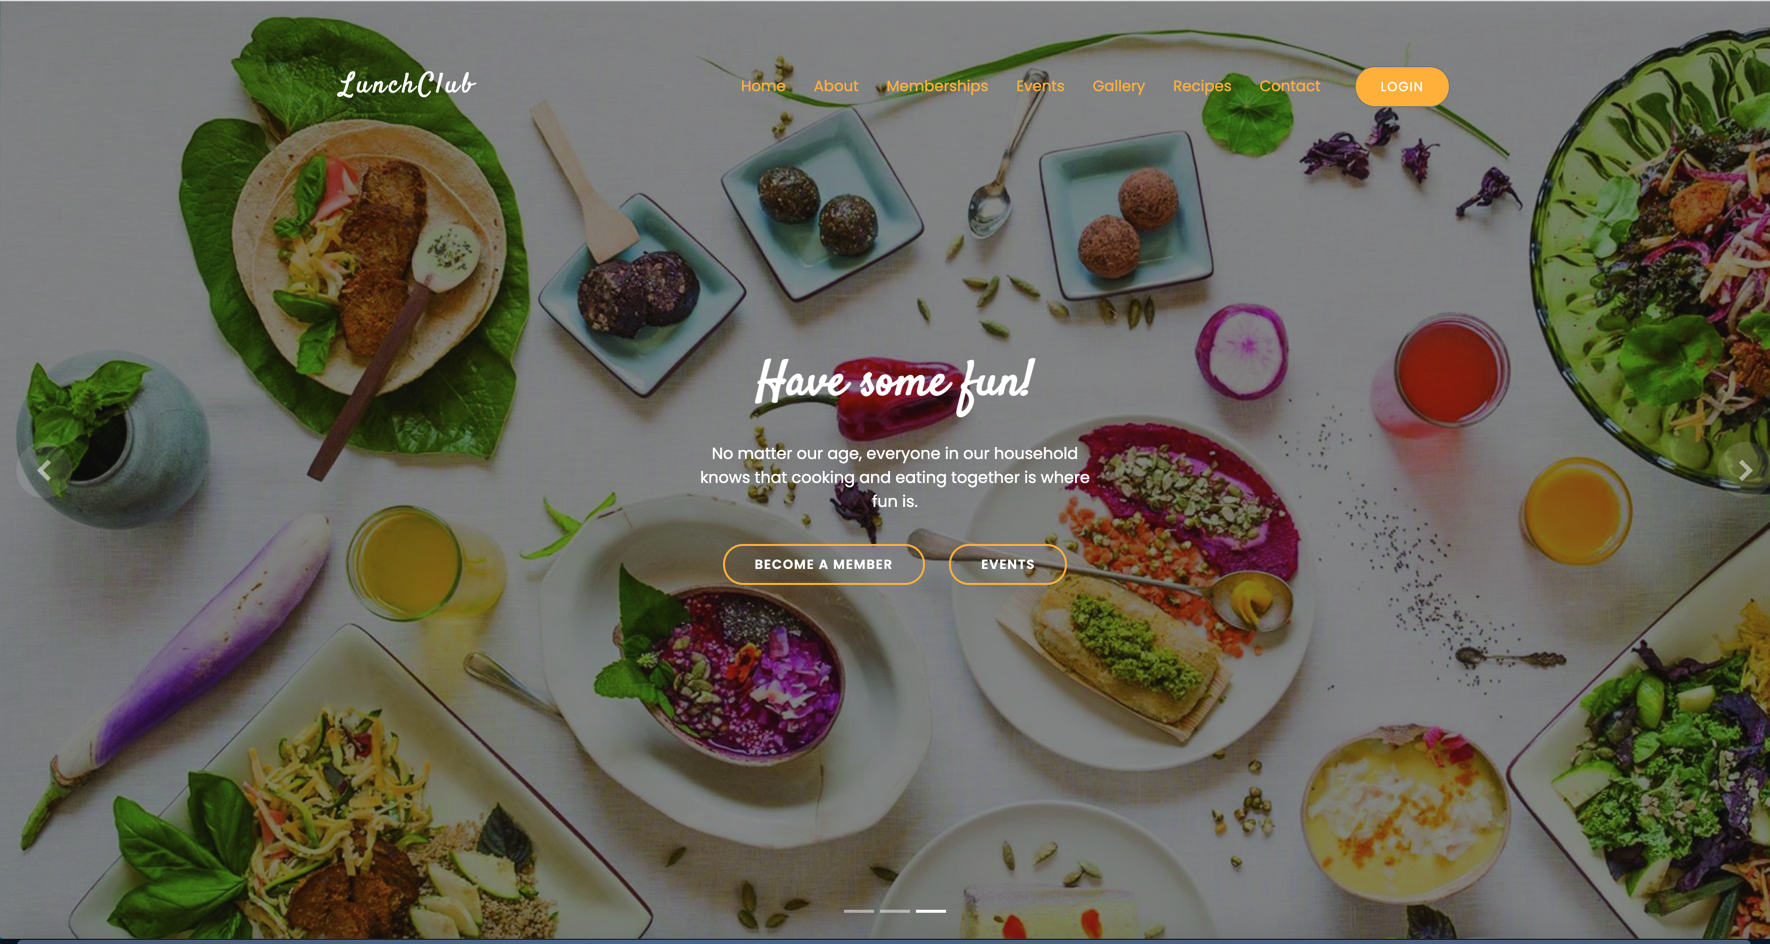 LunchClub
Home About Memberships Events Gallery Recipes Contact LOGIN
Have some fun!
No matter our age, everyone in our household
knows that cooking and eating together is where
fun is.
BECOME A MEMBER EVENTS